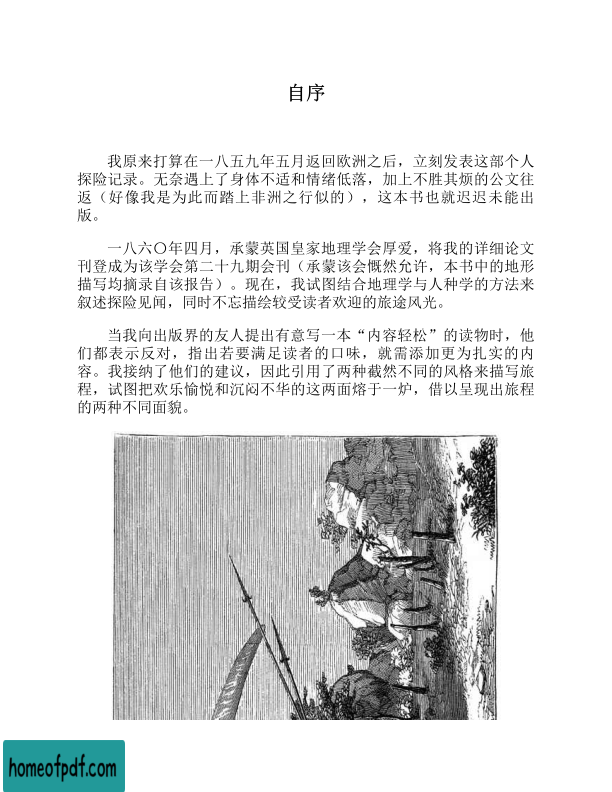 自序
我原来打算在一八五九年五月返回欧洲之后，立刻发表这部个人
探险记录。无奈遇上了身体不适和情绪低落，加上不胜其烦的公文往
返（好像我是为此而踏上非洲之行似的），这本书也就迟迟未能出
版。
一八六〇年四月，承蒙英国皇家地理学会厚爱，将我的详细论文
刊登成为该学会第二十九期会刊（承蒙该会慨然允许，本书中的地形
描写均摘录自该报告）。现在，我试图结合地理学与人种学的方法来
叙述探险见闻，同时不忘描绘较受读者欢迎的旅途风光。
当我向出版界的友人提出有意写一本“内容轻松”的读物时，他
们都表示反对，指出若要满足读者的口味，就需添加更为扎实的内
容。我接纳了他们的建议，因此引用了两种截然不同的风格来描写旅
程，试图把欢乐愉悦和沉闷不华的这两面熔于一炉，借以呈现出旅程
的两种不同面貌。
homeofpdf.com